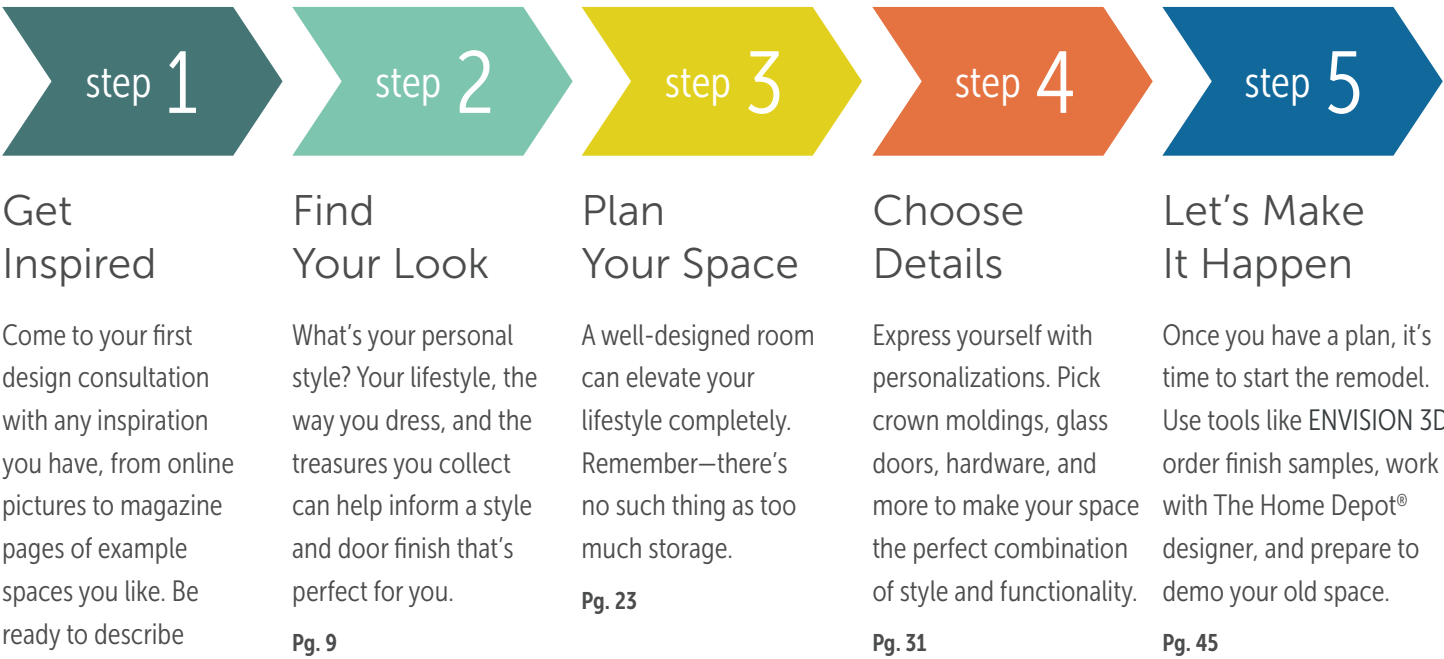 step 1
Get
Inspired
Come to your first
design consultation
with any inspiration
you have, from online
pictures to magazine
pages of example
spaces you like. Be
ready to describe
step 2
Find
Your Look
What's your personal
style? Your lifestyle, the
way you dress, and the
treasures you collect
can help inform a style
and door finish that's
perfect for you.
Pg. 9
step 3
Plan
Your Space
A well-designed room
can elevate your
lifestyle completely.
Remember—there's
no such thing as too
much storage.
Pg. 23
step 4
Choose
Details
Express yourself with
personalizations. Pick
crown moldings, glass
doors, hardware, and
more to make your space
the perfect combination
of style and functionality.
Pg. 31
step 5
Let's Make
It Happen
Once you have a plan, it's
time to start the remodel.
Use tools like ENVISION 3D
order finish samples, work
with The Home Depot®
designer, and prepare to
demo your old space.
Pg. 45